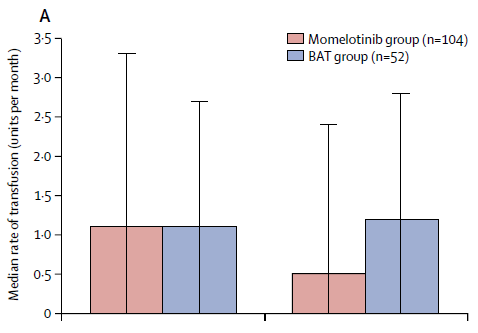 A
Momelotinib group (n=104)
BAT group (n=52)
Median rate of transfusion (units per month)
3·5
3·0
2·5
2·0
1·5
1·0
0·5
0